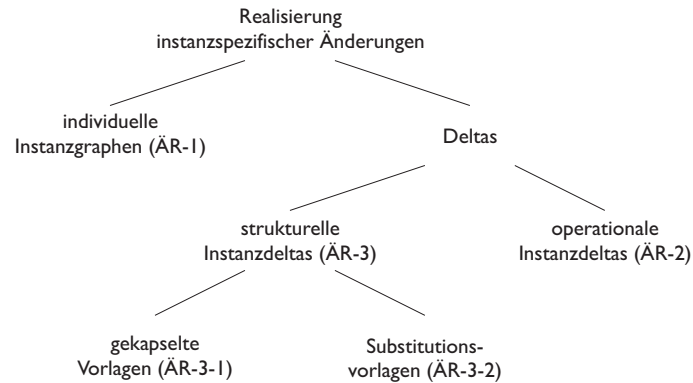 Realisierung
instanzspezifischer Änderungen
individuelle
Instanzgraphen (ÄR-1)
Deltas
strukturelle
Instanzdeltas (ÄR-3)
operationale
Instanzdeltas (ÄR-2)
gekapselte
Vorlagen (ÄR-3-1)
Substitutions-
vorlagen (ÄR-3-2)